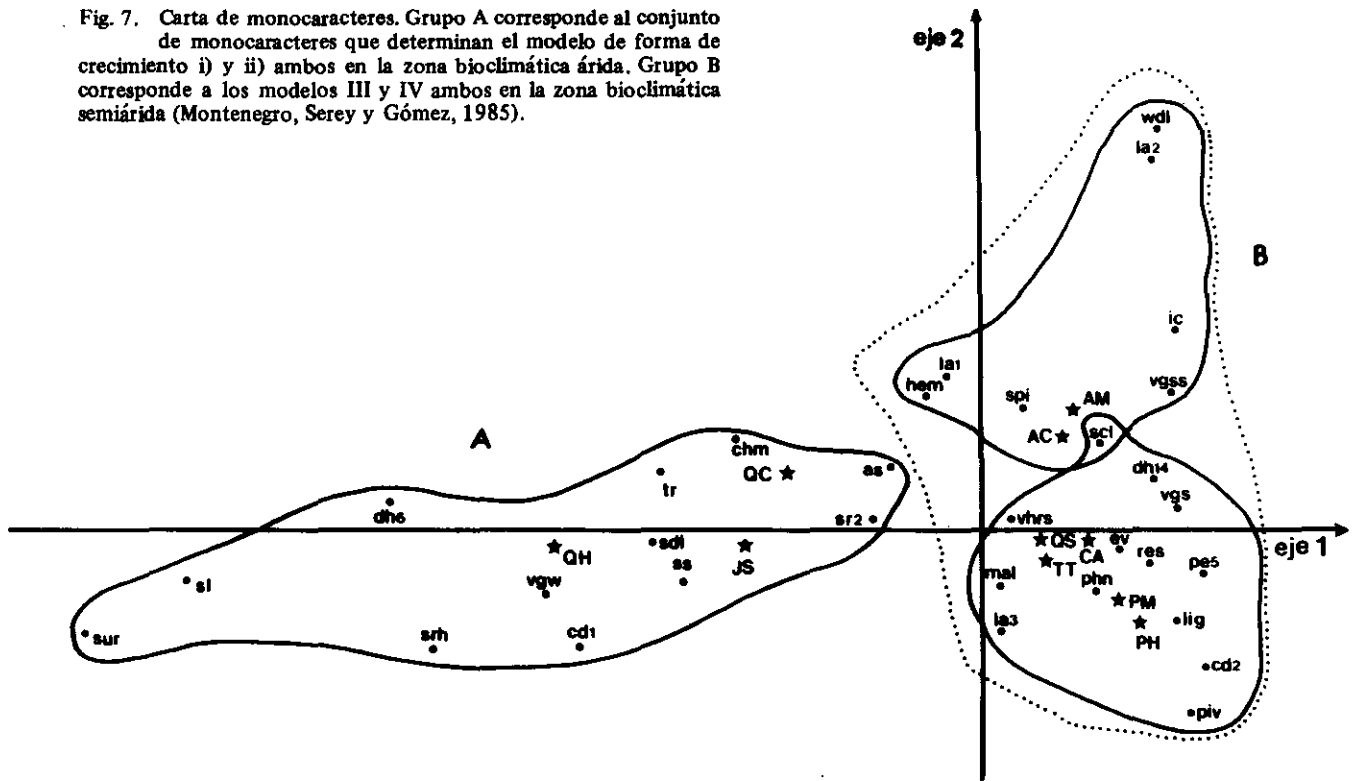 Fig. 7. Carta de monocaracteres. Grupo A corresponde al conjunto
de monocaracteres que determinan el modelo de forma de
crecimiento i) y ii) ambos en la zona bioclimática árida. Grupo B
corresponde a los modelos III y IV ambos en la zona bioclimática
semiárida (Montenegro, Serey y Gómez, 1985).
eje 2
wdl
la2
B
ic
la1
hem
vgss
spi
AM
AC
scl
A
chm
QC
as
tr
dh14
vgs
dh6
sr2
vhrs
eje 1
QH
sdl
JS
QS
CA
ev
TT
res
pe5
sl
vgw
ss
mal
phn
PM
la3
PH
lig
sur
srh
cd1
cd2
piv